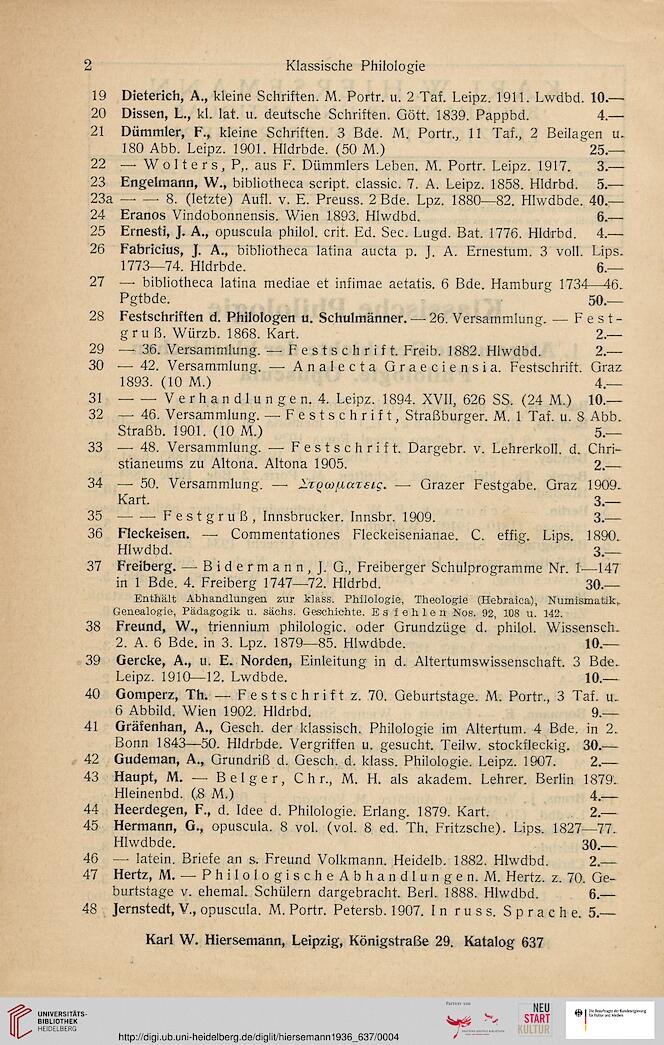 2 Klassische Philologie
19 Dieterich, A., kleine Schriften. M. Portr. u. 2 Taf. Leipz. 1911. Lwdbd. 10.—
20 Dissen, L., kl. lat. u. deutsche Schriften. Gött. 1839. Pappbd. 4.—
21 Dümmler, F., kleine Schriften. 3 Bde. M. Portr., 11 Taf., 2 Beilagen u.
180 Abb. Leipz. 1901. Hldrbde. (50 M.) 25.—
22 — Wolters, P., aus F. Dümmlers Leben. M. Portr. Leipz. 1917. 3.—
23 Engelmann, W., bibliotheca script. classic. 7. A. Leipz. 1858. Hldrbd. 5.—
23a — — 8. (letzte) Aufl. v. E. Preuss. 2 Bde. Lpz. 1880—82. Hlwdbde. 40.—
24 Eranos Vindobonnensis. Wien 1893. Hlwdbd. 6.—
25 Ernesti, J. A., opuscula philol. crit. Ed. Sec. Lugd. Bat. 1776. Hldrbd. 4.—
26 Fabricius, J. A., bibliotheca latina aucta p. J. A. Ernestum. 3 voll. Lips.
1773—74. Hldrbde. 6.—
27 — bibliotheca latina mediae et infimae aetatis. 6 Bde. Hamburg 1734—46.
Pgtbde. 50.—
28 Festschriften d. Philologen u. Schulmänner. — 26. Versammlung. — Fest-
gruß. Würzb. 1868. Kart. 2.—
29 — 36. Versammlung. — Festschrift. Freib. 1882. Hlwdbd. 2.—
30 — 42. Versammlung. — Analecta Graeciensia. Festschrift. Graz
1893. (10 M.) 4.—
31 — — Verhandlungen. 4. Leipz. 1894. XVII, 626 SS. (24 M.) 10.—
32 — 46. Versammlung. — Festschrift, Straßburger. M. 1 Taf. u. 8 Abb.
Straßb. 1901. (10 M.) 5.—
33 — 48. Versammlung. — Festschrift. Dargebr. v. Lehrerkoll. d. Chri-
stianeums zu Altona. Altona 1905. 2.—
34 — 50. Versammlung. — Στρωματεις. — Grazer Festgabe. Graz 1909.
Kart. 3.—
35 — — Festgruß, Innsbrucker. Innsbr. 1909. 3.—
36 Fleckeisen. — Commentationes Fleckeisenianae. C. effig. Lips. 1890.
Hlwdbd. 3.—
37 Freiberg. — Bidermann, J. G., Freiberger Schulprogramme Nr. 1—147
in 1 Bde. 4. Freiberg 1747—72. Hldrbd. 30.—
Enthält Abhandlungen zur klass. Philologie, Theologie (Hebraica), Numismatik,
Genealogie, Pädagogik u. sächs. Geschichte. Es fehlen Nos. 92, 108 u. 142.
38 Freund, W., triennium philologic. oder Grundzüge d. philol. Wissensch.
2. A. 6 Bde. in 3. Lpz. 1879—85. Hlwdbde. 10.—
39 Gercke, A., u. E. Norden, Einleitung in d. Altertumswissenschaft. 3 Bde.
Leipz. 1910—12. Lwdbde. 10.—
40 Gomperz, Th. — Festschrift z. 70. Geburtstage. M. Portr., 3 Taf. u.
6 Abbild. Wien 1902. Hldrbd. 9.—
41 Gräfenhan, A., Gesch. der klassisch. Philologie im Altertum. 4 Bde. in 2.
Bonn 1843—50. Hldrbde. Vergriffen u. gesucht. Teilw. stockfleckig. 30.—
42 Gudeman, A., Grundriß d. Gesch. d. klass. Philologie. Leipz. 1907. 2.—
43 Haupt, M. — Belger, Chr., M. H. als akadem. Lehrer. Berlin 1879.
Hleinenbd. (8 M.) 4.—
44 Heerdegen, F., d. Idee d. Philologie. Erlang. 1879. Kart. 2.—
45 Hermann, G., opuscula. 8 vol. (vol. 8 ed. Th. Fritzsche). Lips. 1827—77.
Hlwdbde. 30.—
46 — latein. Briefe an s. Freund Volkmann. Heidelb. 1882. Hlwdbd. 2.—
47 Hertz, M. — Philologische Abhandlungen. M. Hertz. z. 70. Ge-
burtstage v. ehemal. Schülern dargebracht. Berl. 1888. Hlwdbd. 6.—
48 Jernstedt, V., opuscula. M. Portr. Petersb. 1907. In russ. Sprache. 5.—
Karl W. Hiersemann, Leipzig, Königstraße 29. Katalog 637
UNIVERSITÄTS-
BIBLIOTHEK
HEIDELBERG
http://digi.ub.uni-heidelberg.de/diglit/hiersemann1936_637/0004
Partner von
NEU
START
KULTUR
Die Beauftragte der Bundesregierung
für Kultur und Medien